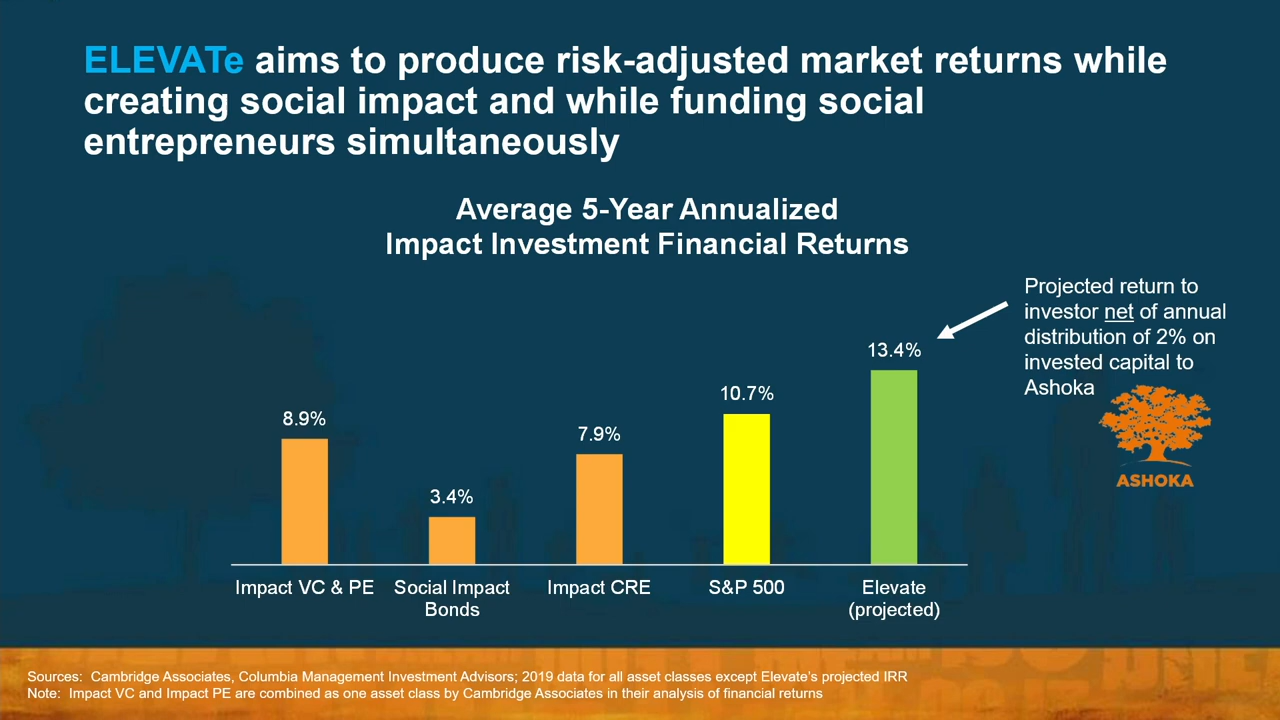 ELEVATe aims to produce risk-adjusted market returns while
creating social impact and while funding social
entrepreneurs simultaneously
Average 5-Year Annualized
Impact Investment Financial Returns
Projected return to
investor net of annual
distribution of 2% on
invested capital to
Ashoka
ASHOKA
8.9%
3.4%
7.9%
10.7%
13.4%
Impact VC & PE
Social Impact
Bonds
Impact CRE
S&P 500
Elevate
(projected)
Sources: Cambridge Associates, Columbia Management Investment Advisors; 2019 data for all asset classes except Elevate's projected IRR
Note: Impact VC and Impact PE are combined as one asset class by Cambridge Associates in their analysis of financial returns